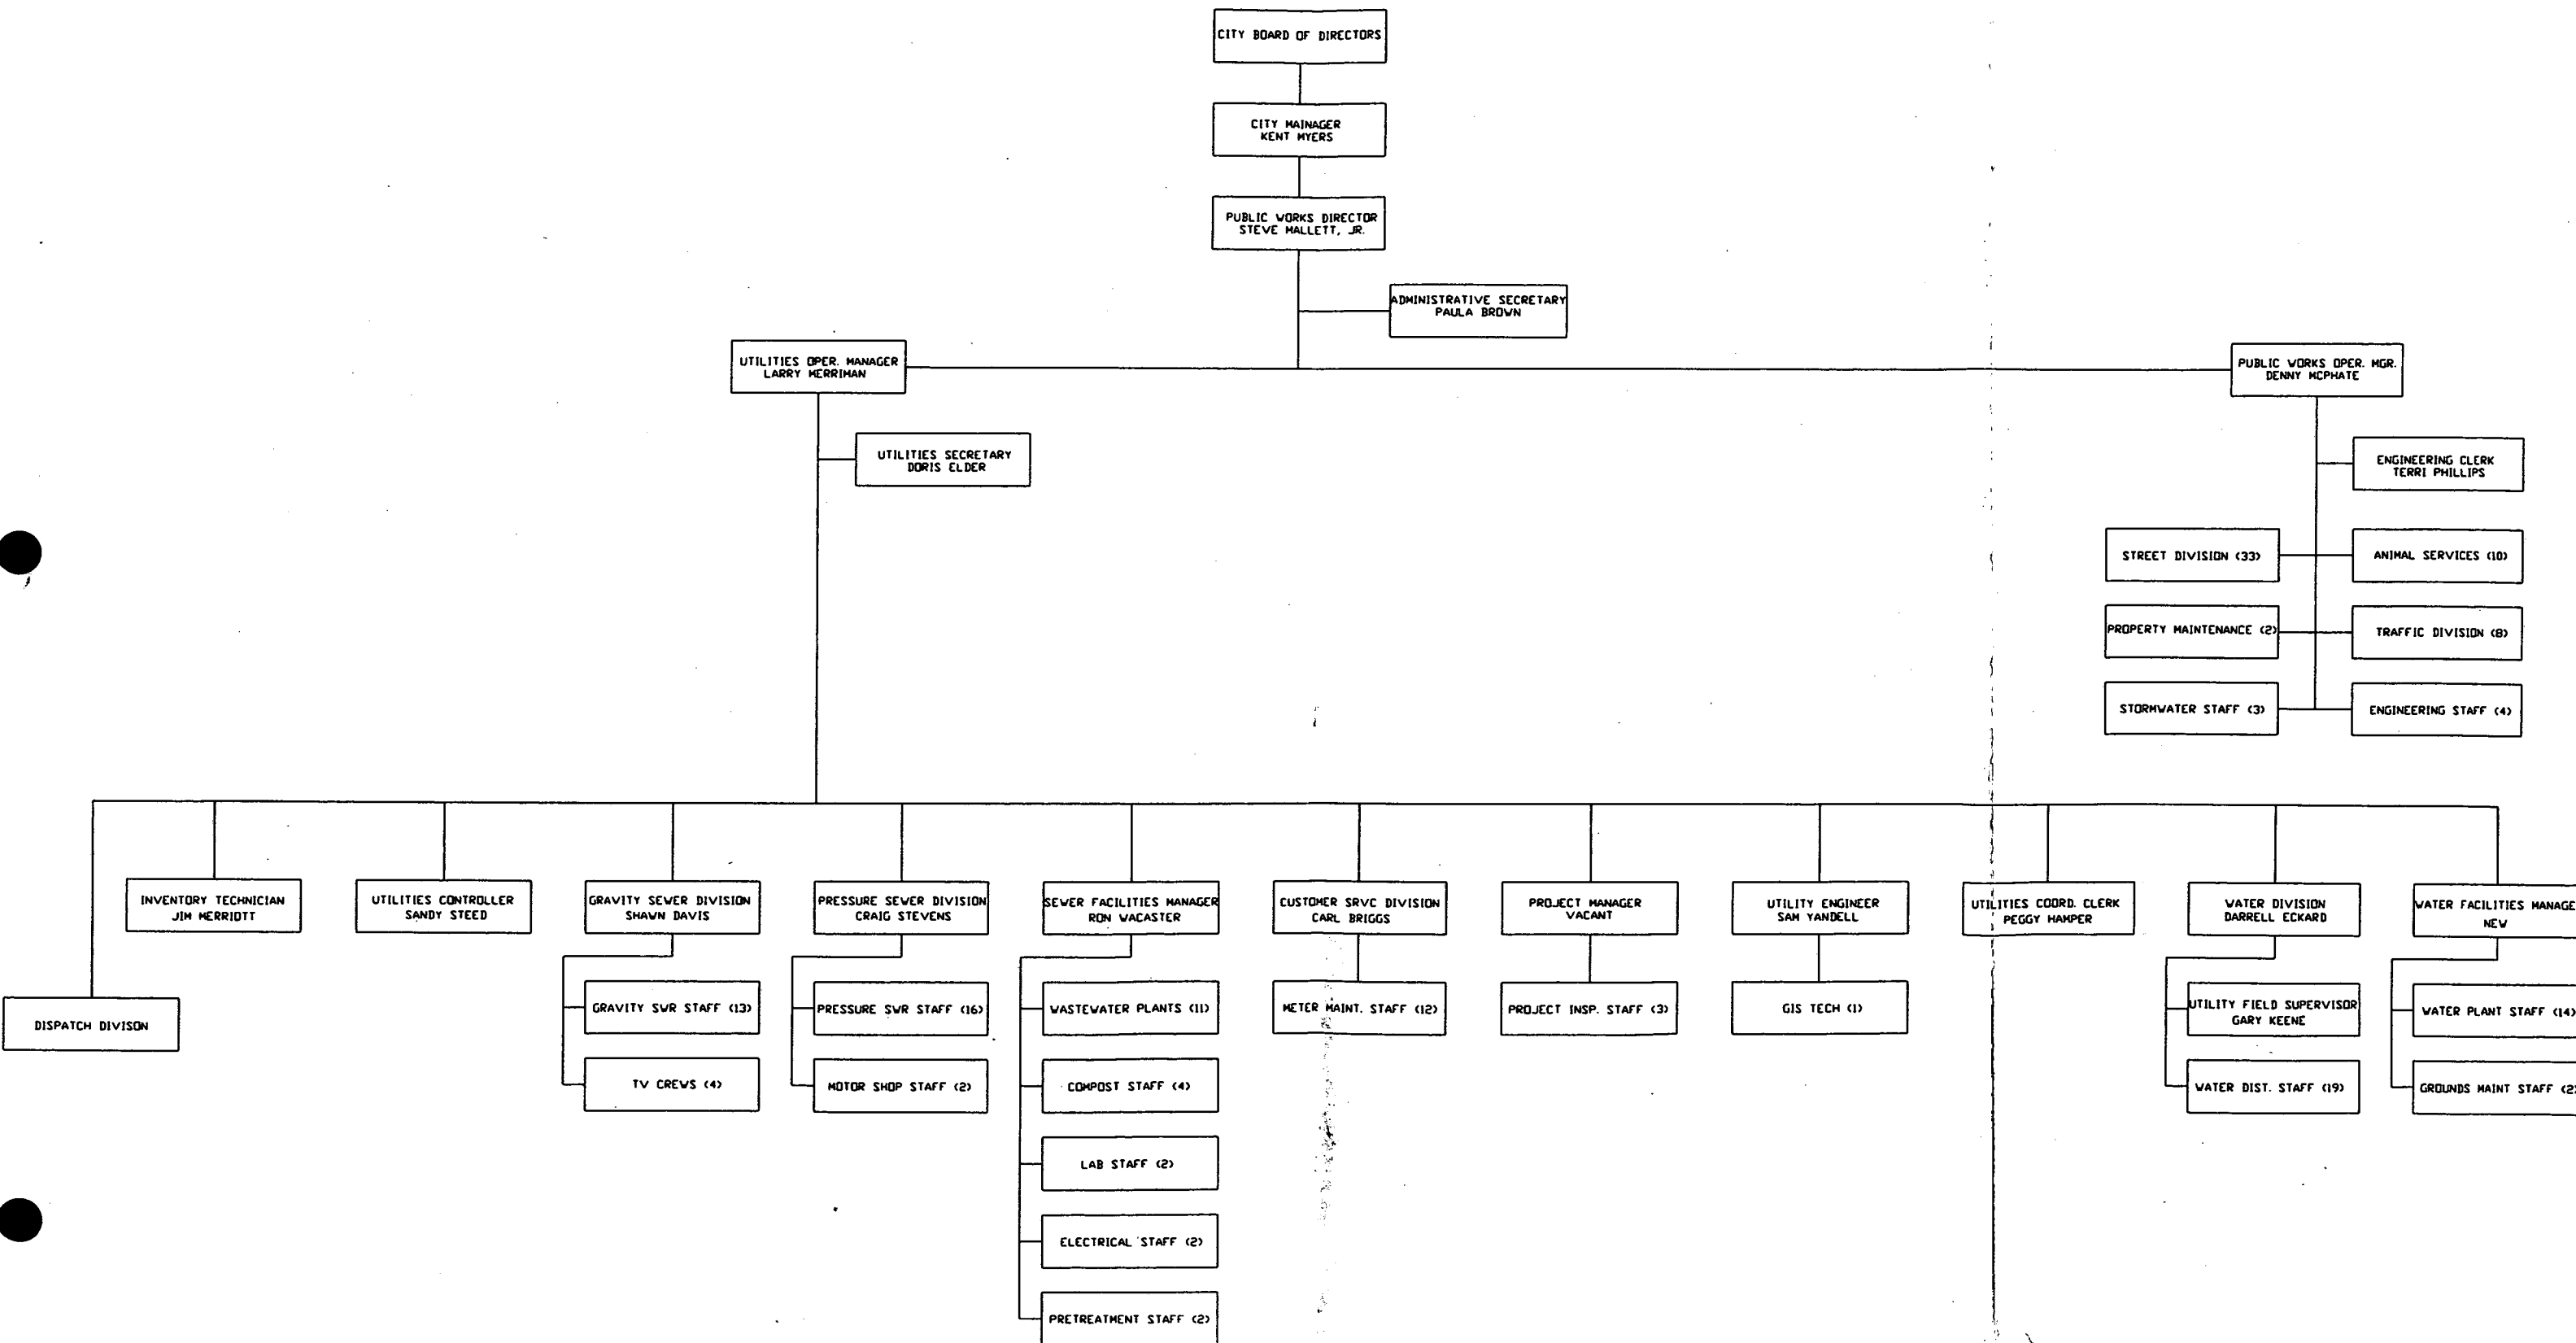 CITY BOARD OF DIRECTORS
CITY MAINAGER
KENT MYERS
PUBLIC WORKS DIRECTOR
STEVE MALLETT, JR.
ADMINISTRATIVE SECRETARY
PAULA BROWN
UTILITIES OPER. MANAGER
LARRY MERRIMAN
PUBLIC WORKS OPER. MGR.
DENNY MCPHATE
UTILITIES SECRETARY
DORIS ELDER
ENGINEERING CLERK
TERRI PHILLIPS
STREET DIVISION (33)
ANIMAL SERVICES (10)
PROPERTY MAINTENANCE (2)
TRAFFIC DIVISION (8)
STORMWATER STAFF (3)
ENGINEERING STAFF (4)
INVENTORY TECHNICIAN
JIM MERRIOTT
UTILITIES CONTROLLER
SANDY STEED
GRAVITY SEWER DIVISION
SHAWN DAVIS
PRESSURE SEWER DIVISION
CRAIG STEVENS
SEWER FACILITIES MANAGER
RON WACASTER
CUSTOMER SRVC DIVISION
CARL BRIGGS
PROJECT MANAGER
VACANT
UTILITY ENGINEER
SAM YANDELL
UTILITIES COORD. CLERK
PEGGY HAMPER
WATER DIVISION
DARRELL ECKARD
WATER FACILITIES MANAGE
NEW
DISPATCH DIVISON
GRAVITY SWR STAFF (13)
PRESSURE SWR STAFF (16)
WASTEWATER PLANTS (11)
METER MAINT. STAFF (12)
PROJECT INSP. STAFF (3)
GIS TECH (1)
UTILITY FIELD SUPERVISOR
GARY KEENE
WATER PLANT STAFF (14)
TV CREWS (4)
MOTOR SHOP STAFF (2)
COMPOST STAFF (4)
WATER DIST. STAFF (19)
GROUNDS MAINT STAFF (2)
LAB STAFF (2)
ELECTRICAL STAFF (2)
PRETREATMENT STAFF (2)